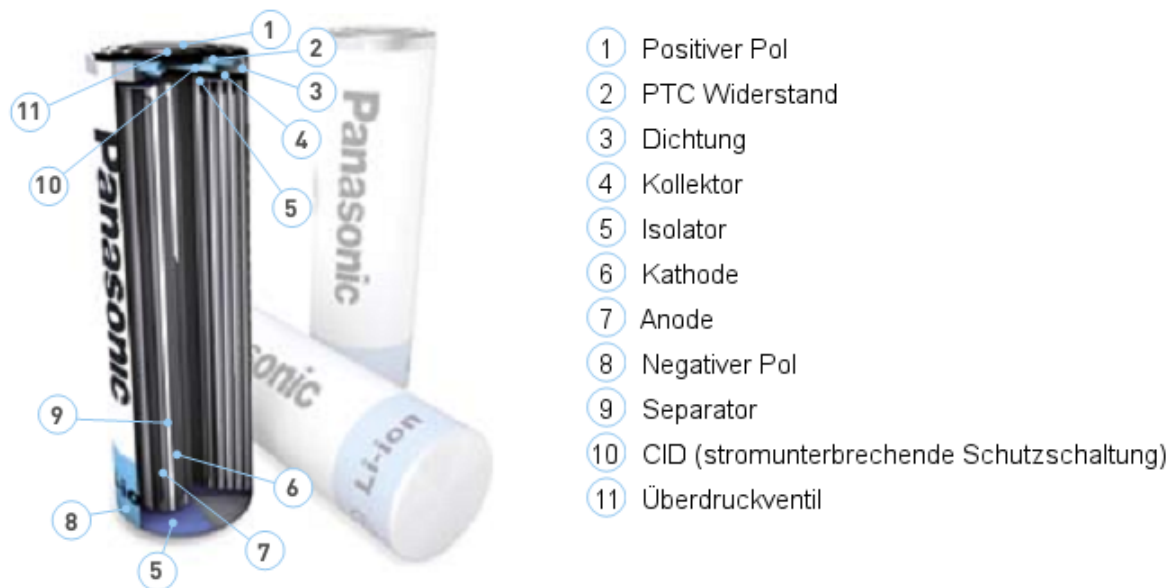 1
2
11
3
4
10
5
9
6
8
7
5
Panasonic
Panasonic
sonic
Li-ion
1 Positiver Pol
2 PTC Widerstand
3 Dichtung
4 Kollektor
5 Isolator
6 Kathode
7 Anode
8 Negativer Pol
9 Separator
10 CID (stromunterbrechende Schutzschaltung)
11 Überdruckventil